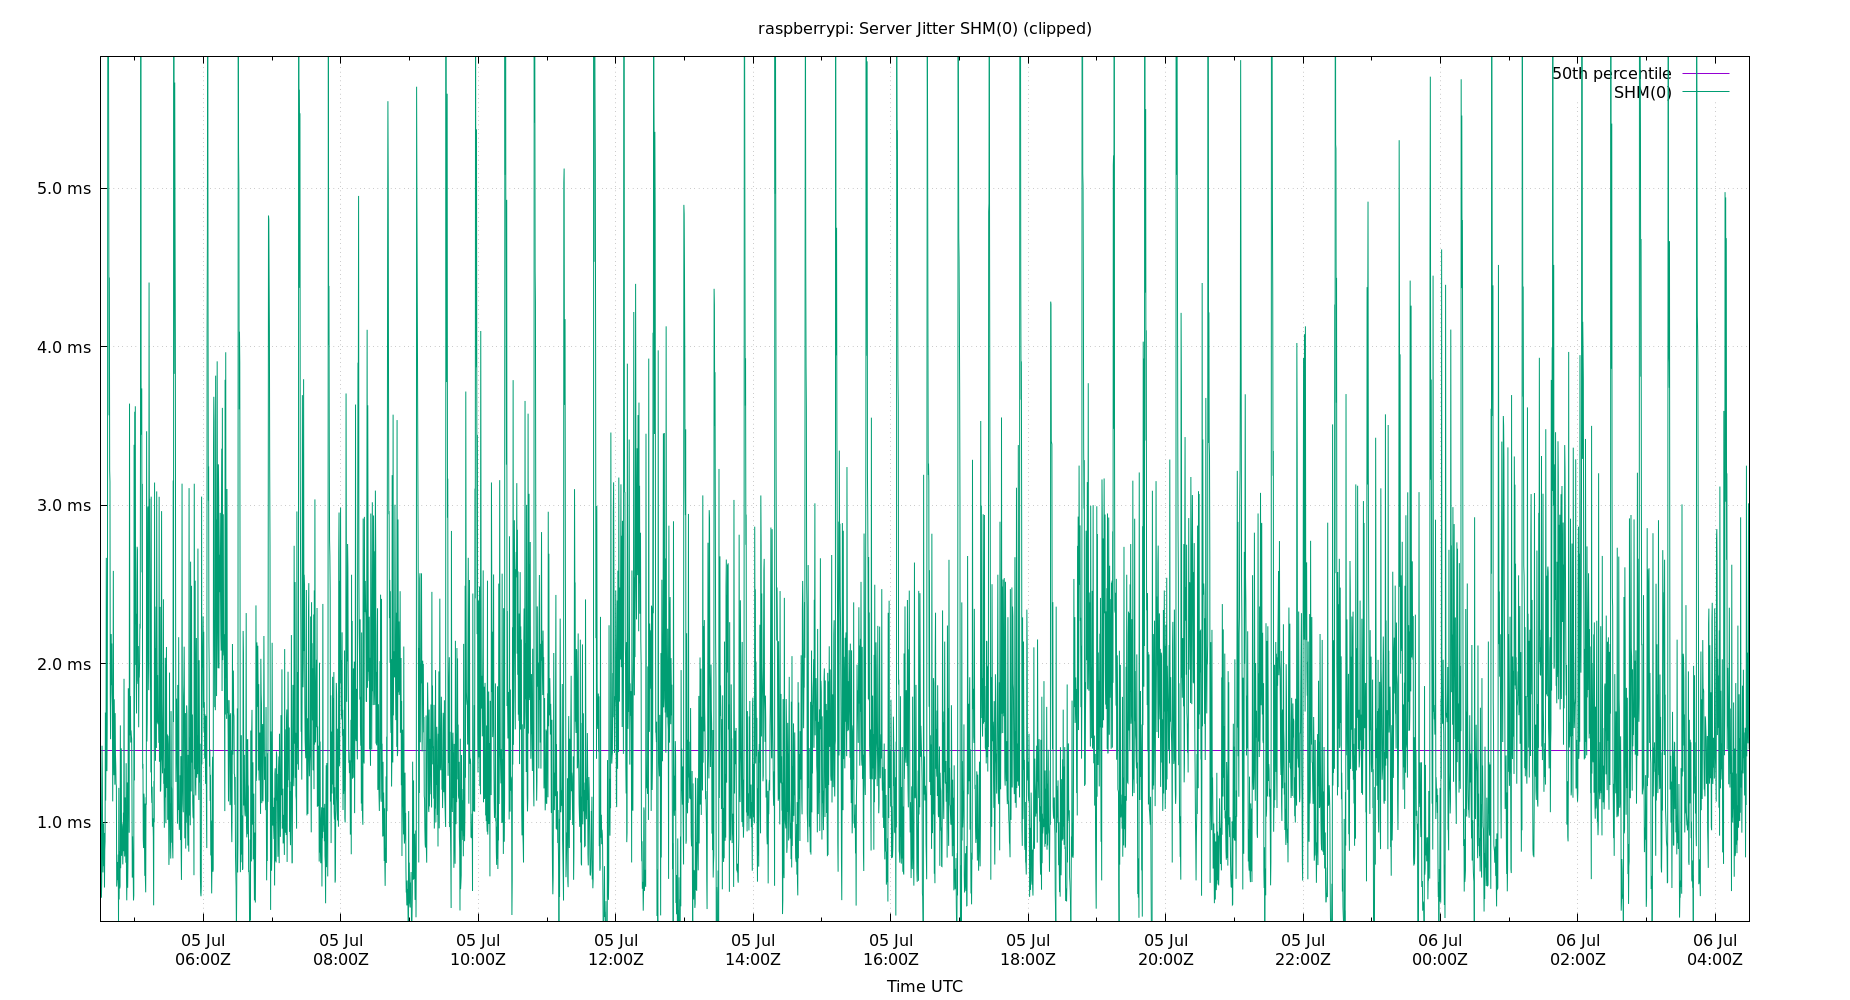 raspberrypi: Server Jitter SHM(0) (clipped)
50th percentile
SHM(0)
5.0 ms
4.0 ms
3.0 ms
2.0 ms
1.0 ms
05 Jul 05 Jul 05 Jul 05 Jul 05 Jul 05 Jul 05 Jul 05 Jul 05 Jul 06 Jul 06 Jul 06 Jul
06:00Z 08:00Z 10:00Z 12:00Z 14:00Z 16:00Z 18:00Z 20:00Z 22:00Z 00:00Z 02:00Z 04:00Z
Time UTC